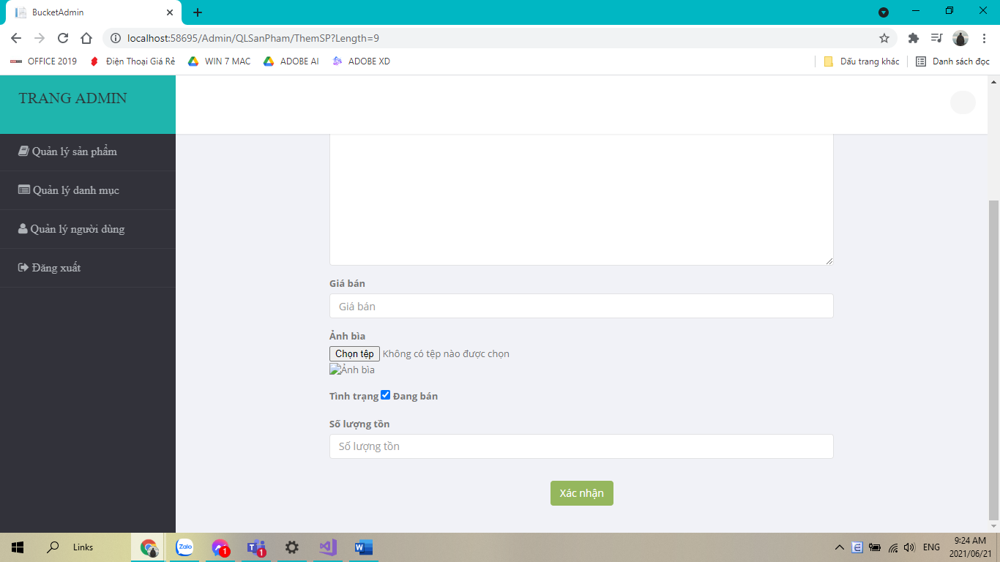 BucketAdmin
localhost:58695/Admin/QLSanPham/ThemSP?Length=9
OFFICE 2019 Điện Thoại Giá Rẻ WIN 7 MAC ADOBE AI ADOBE XD Dấu trang khác Danh sách đọc
TRANG ADMIN
Quản lý sản phẩm
Quản lý danh mục
Quản lý người dùng
Đăng xuất
Giá bán
Giá bán
Ảnh bìa
Chọn tệp Không có tệp nào được chọn
Ảnh bìa
Tình trạng Đang bán
Số lượng tồn
Số lượng tồn
Xác nhận
Links Zalo 1 1 ENG 9:24 AM
2021/06/21